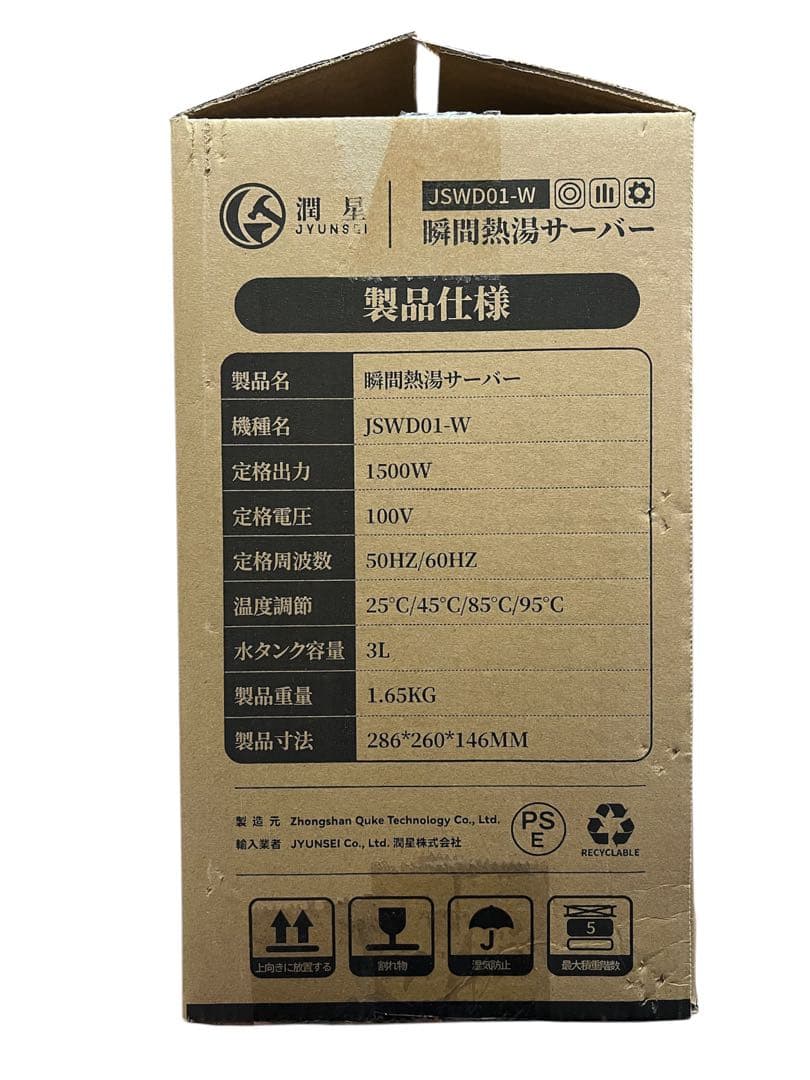 潤星
JYUNSEI
JSWD01-W
瞬間熱湯サーバー
製品仕様
製品名 瞬間熱湯サーバー
機種名 JSWD01-W
定格出力 1500W
定格電圧 100V
定格周波数 50HZ/60HZ
温度調節 25°C/45°C/85°C/95°C
水タンク容量 3L
製品重量 1.65KG
製品寸法 286*260*146MM
製造元 Zhongshan Quke Technology Co., Ltd.
輸入業者 JYUNSEI Co., Ltd. 潤星株式会社
PS
E
RECYCLABLE
5
上向きに放置する 割れ物 湿気防止 最大積重階数